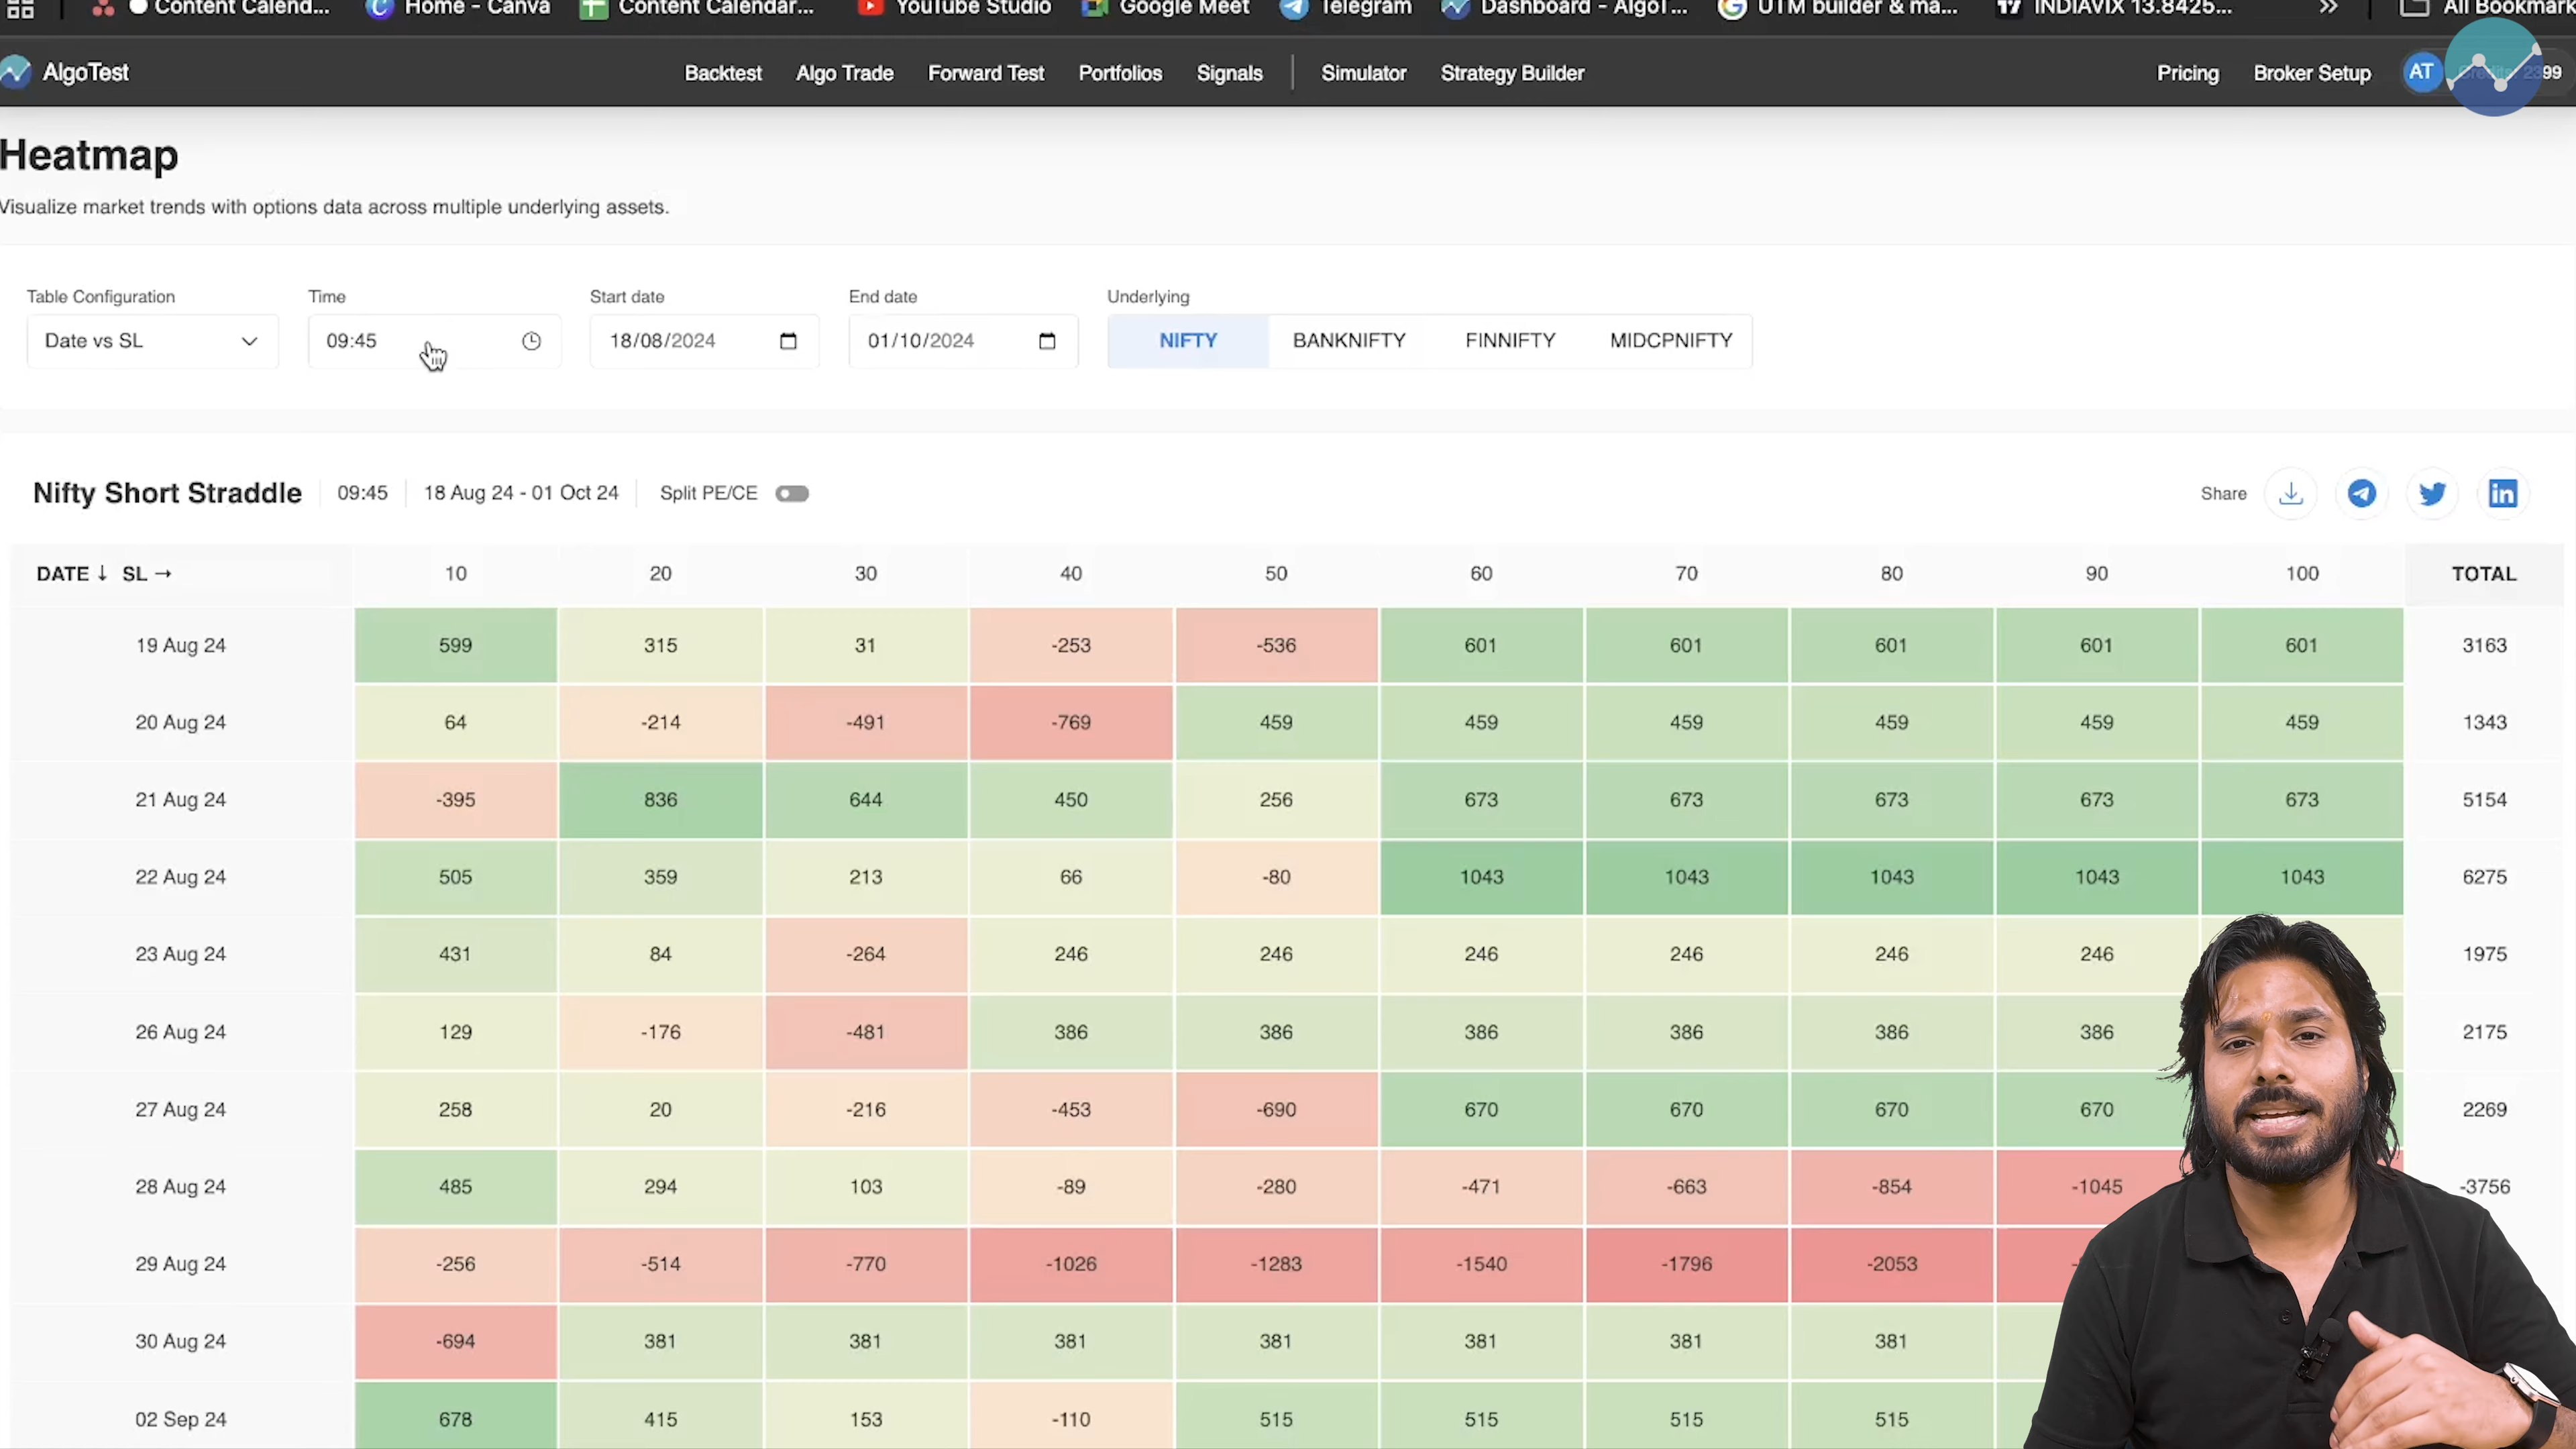 Content Calend... Home - Canva Content Calendar... YouTube Studio Google Meet Telegram Dashboard - AlgoT... UTM builder & ma... INDIAVIX 13.8425... All Bookmark
AlgoTest Backtest Algo Trade Forward Test Portfolios Signals Simulator Strategy Builder Pricing Broker Setup AT 2399
Heatmap
Visualize market trends with options data across multiple underlying assets.
Table Configuration Time Start date End date Underlying
Date vs SL 09:45 18/08/2024 01/10/2024 NIFTY BANKNIFTY FINNIFTY MIDCPNIFTY
Nifty Short Straddle 09:45 18 Aug 24 - 01 Oct 24 Split PE/CE Share in
DATE ↓ SL → 10 20 30 40 50 60 70 80 90 100 TOTAL
19 Aug 24 599 315 31 -253 -536 601 601 601 601 601 3163
20 Aug 24 64 -214 -491 -769 459 459 459 459 459 459 1343
21 Aug 24 -395 836 644 450 256 673 673 673 673 673 5154
22 Aug 24 505 359 213 66 -80 1043 1043 1043 1043 1043 6275
23 Aug 24 431 84 -264 246 246 246 246 246 246 1975
26 Aug 24 129 -176 -481 386 386 386 386 386 386 2175
27 Aug 24 258 20 -216 -453 -690 670 670 670 670 2269
28 Aug 24 485 294 103 -89 -280 -471 -663 -854 -1045 -3756
29 Aug 24 -256 -514 -770 -1026 -1283 -1540 -1796 -2053
30 Aug 24 -694 381 381 381 381 381 381 381
02 Sep 24 678 415 153 -110 515 515 515 515